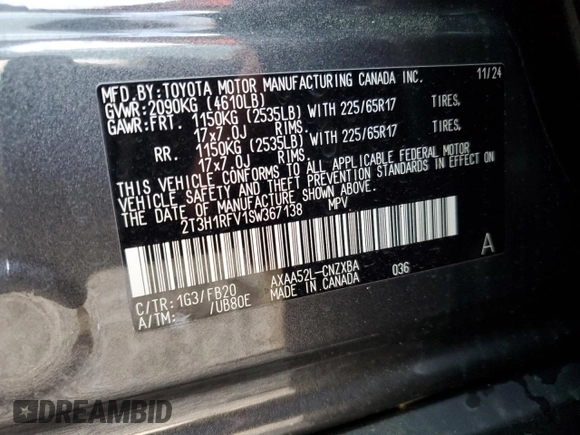 MFD.BY:TOYOTA MOTOR MANUFACTURING CANADA INC. 11/24
GVWR:2090KG (4610LB)
GAWR:FRT. 1150KG (2535LB) WITH 225/65R17 TIRES,
17x7.0J RIMS.
RR. 1150KG (2535LB) WITH 225/65R17 TIRES,
17x7.0J RIMS.
THIS VEHICLE CONFORMS TO ALL APPLICABLE FEDERAL MOTOR
VEHICLE SAFETY AND THEFT PREVENTION STANDARDS IN EFFECT ON
THE DATE OF MANUFACTURE SHOWN ABOVE.
2T3H1RFV1SW367138 MPV
A
C/TR:1G3/FB20 AXAA52L-CNZXBA 036
A/TM: /UB80E MADE IN CANADA
DREAMBID